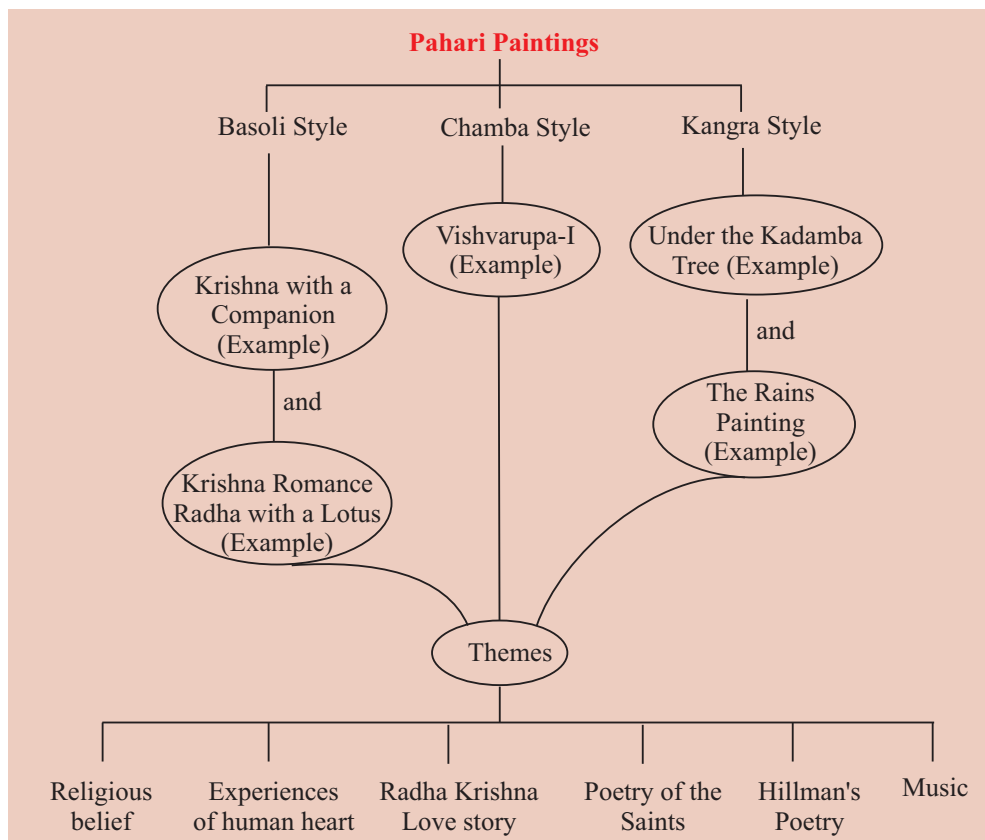 Pahari Paintings
Basoli Style
Chamba Style
Kangra Style
Krishna with a
Companion
(Example)
and
Krishna Romance
Radha with a Lotus
(Example)
Vishvarupa-I
(Example)
Under the Kadamba
Tree (Example)
and
The Rains
Painting
(Example)
Themes
Religious
belief
Experiences
of human heart
Radha Krishna
Love story
Poetry of the
Saints
Hillman's
Poetry
Music